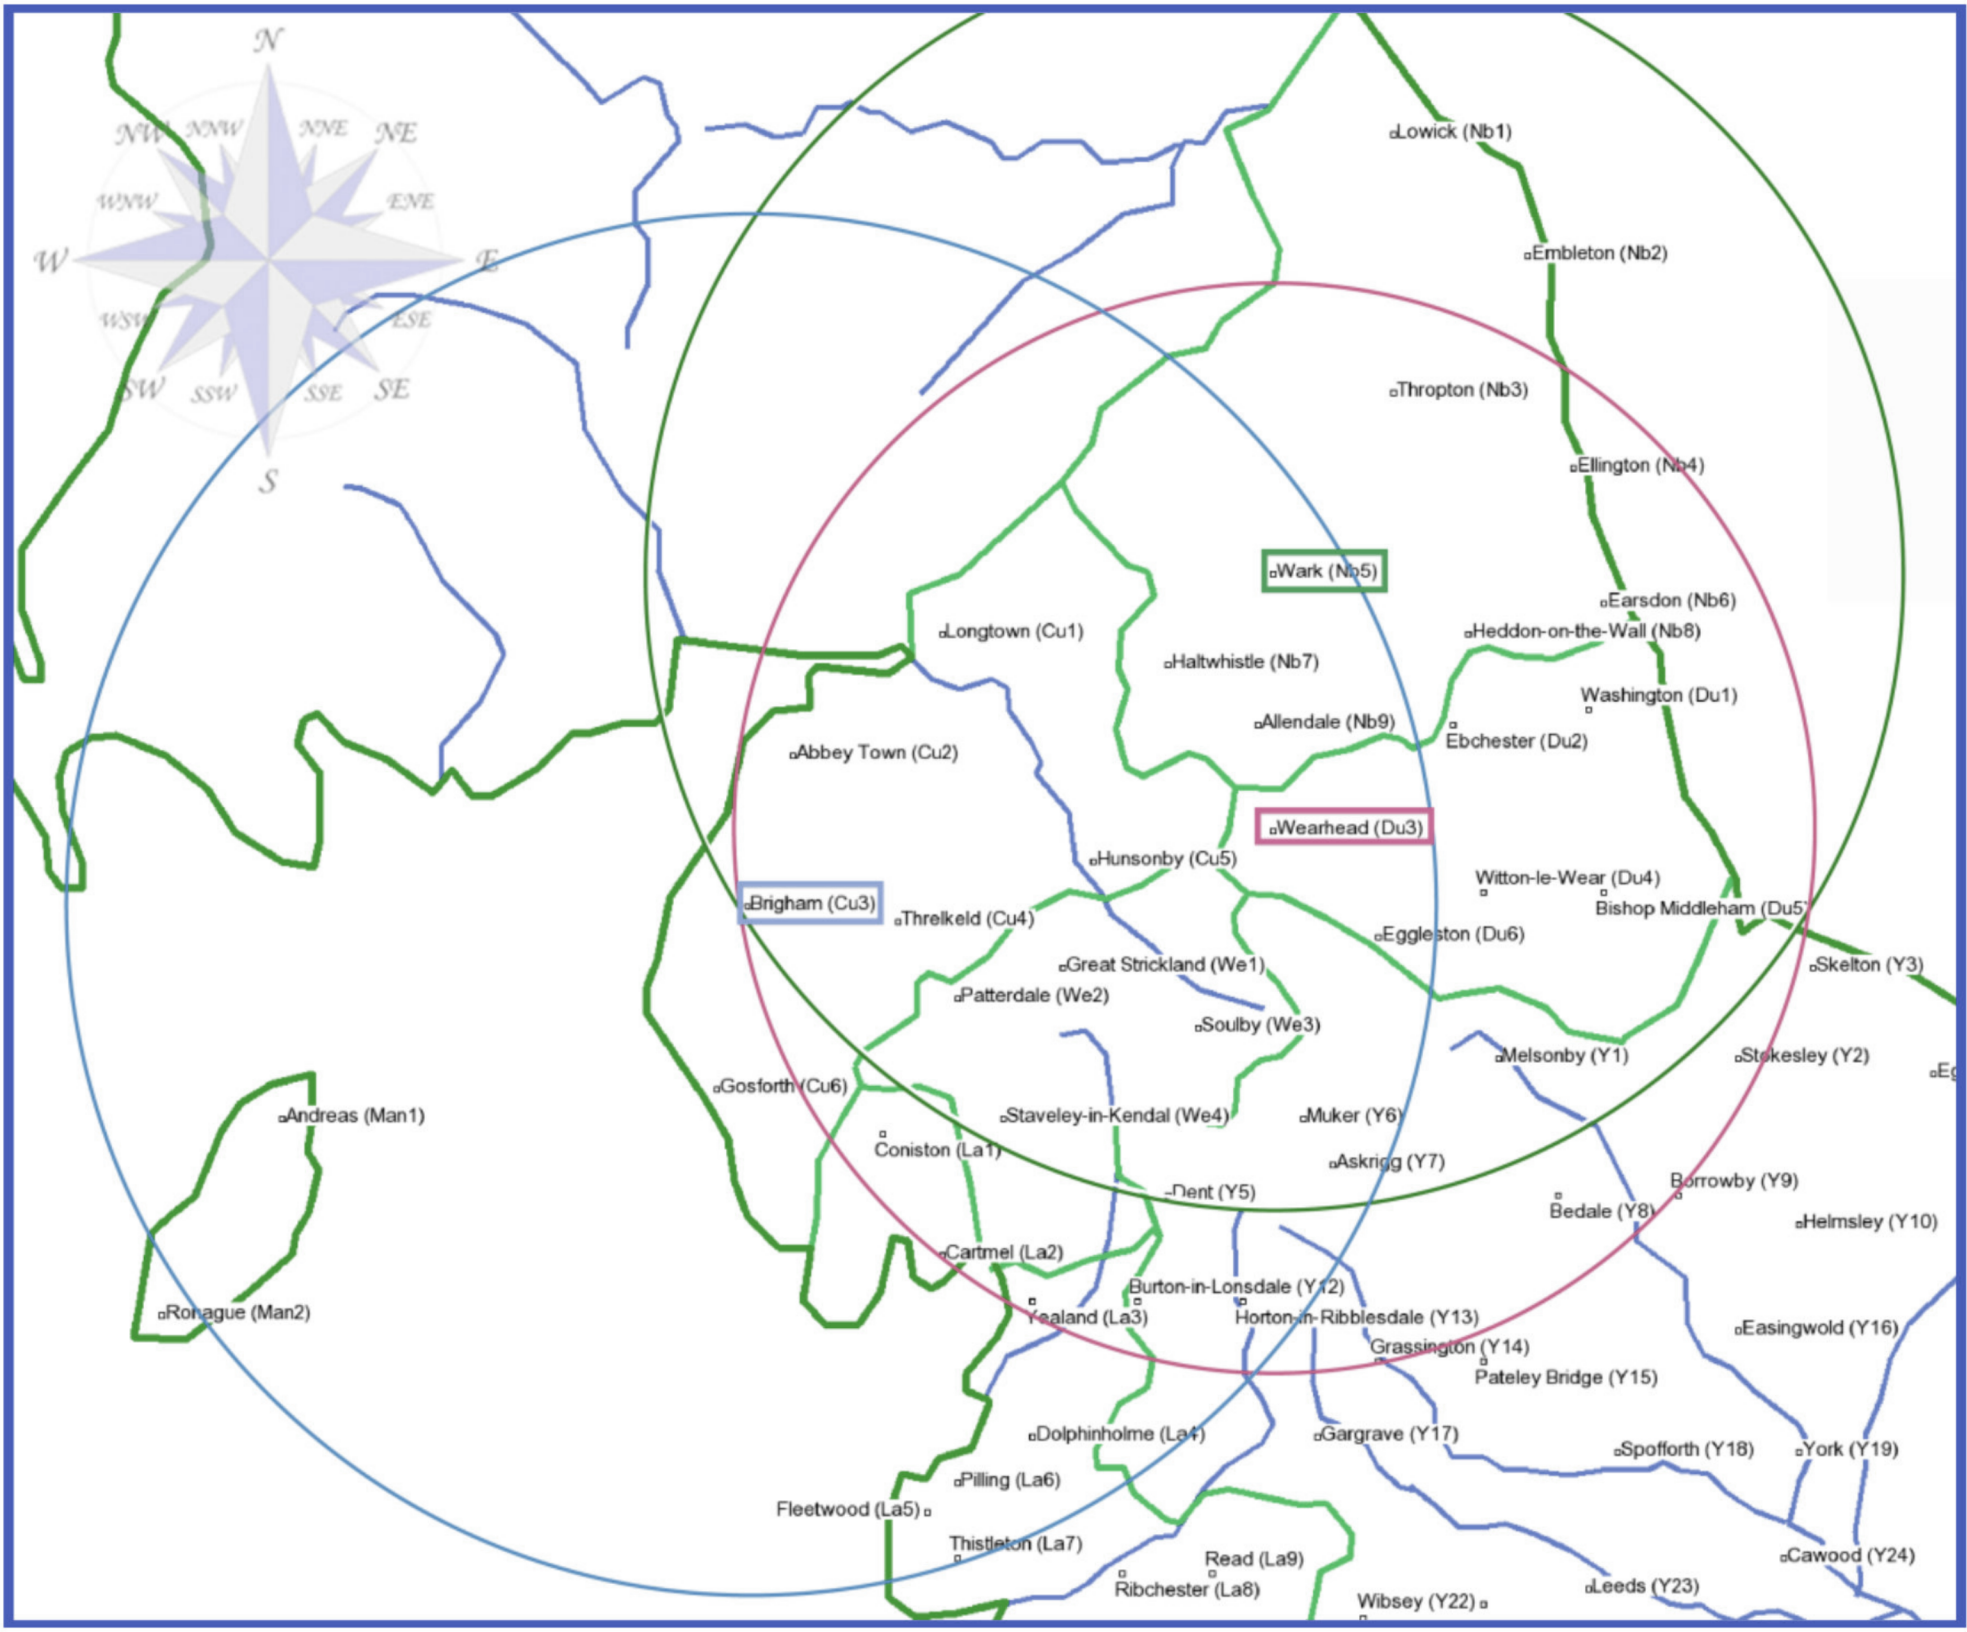 N
NW NNW NNE NE
WNW ENE
W E
WSW ESE
SW SSW SSE SE
S
Lowick (Nb1)
Embleton (Nb2)
Thropton (Nb3)
Ellington (Nb4)
Wark (Nb5)
Earsdon (Nb6)
Longtown (Cu1)
Heddon-on-the-Wall (Nb8)
Haltwhistle (Nb7)
Washington (Du1)
Allendale (Nb9)
Ebchester (Du2)
Abbey Town (Cu2)
Wearhead (Du3)
Hunsonby (Cu5)
Witton-le-Wear (Du4)
Brigham (Cu3)
Bishop Middleham (Du5)
Threlkeld (Cu4)
Eggleston (Du6)
Great Strickland (We1)
Skelton (Y3)
Patterdale (We2)
Soulby (We3)
Melsonby (Y1)
Stokesley (Y2)
Eg
Gosforth (Cu6)
Andreas (Man1)
Staveley-in-Kendal (We4)
Muker (Y6)
Coniston (La1)
Askrigg (Y7)
Borrowby (Y9)
Dent (Y5)
Bedale (Y8)
Helmsley (Y10)
Cartmel (La2)
Burton-in-Lonsdale (Y12)
Ronague (Man2)
Yealand (La3)
Horton-in-Ribblesdale (Y13)
Easingwold (Y16)
Grassington (Y14)
Pateley Bridge (Y15)
Dolphinholme (La4)
Gargrave (Y17)
Spofforth (Y18)
York (Y19)
Pilling (La6)
Fleetwood (La5)
Thistleton (La7)
Read (La9)
Cawood (Y24)
Ribchester (La8)
Leeds (Y23)
Wibsey (Y22)